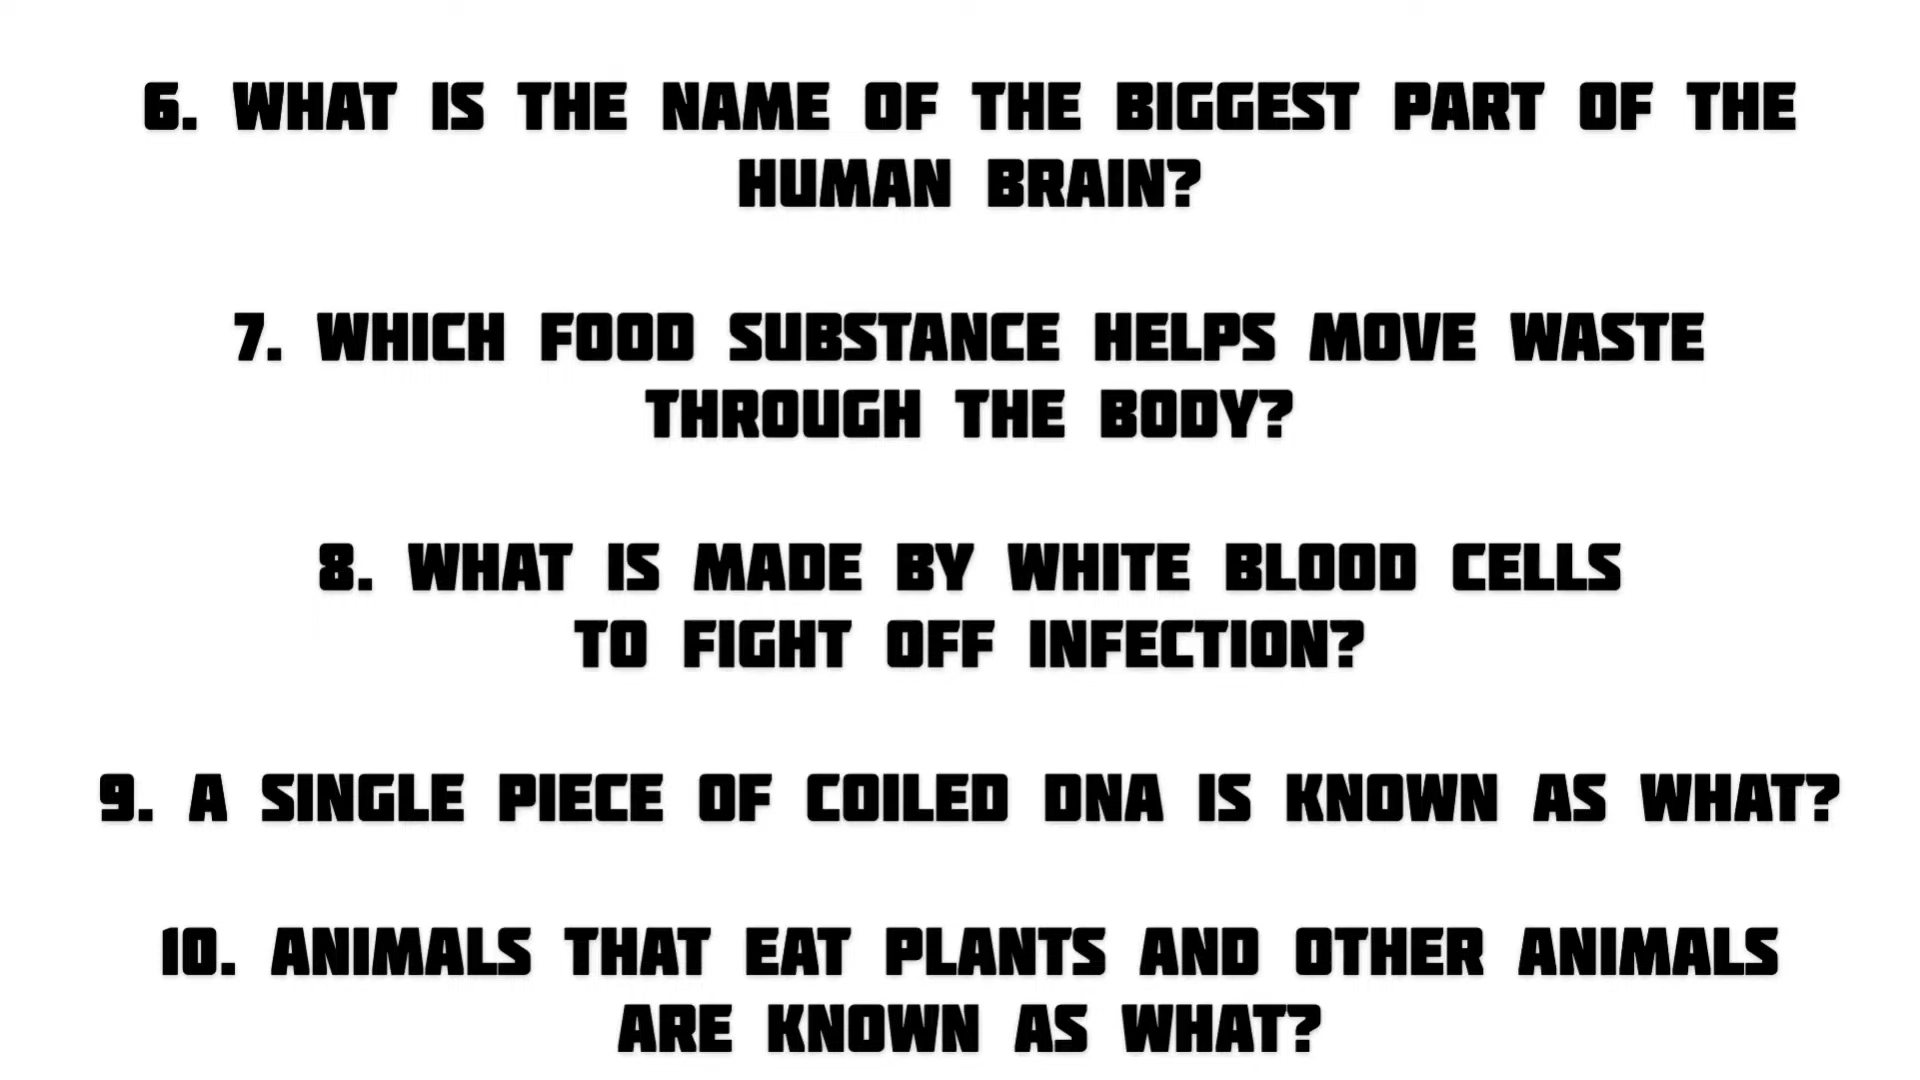 6. WHAT IS THE NAME OF THE BIGGEST PART OF THE
HUMAN BRAIN?
7. WHICH FOOD SUBSTANCE HELPS MOVE WASTE
THROUGH THE BODY?
8. WHAT IS MADE BY WHITE BLOOD CELLS
TO FIGHT OFF INFECTION?
9. A SINGLE PIECE OF COILED DNA IS KNOWN AS WHAT?
10. ANIMALS THAT EAT PLANTS AND OTHER ANIMALS
ARE KNOWN AS WHAT?